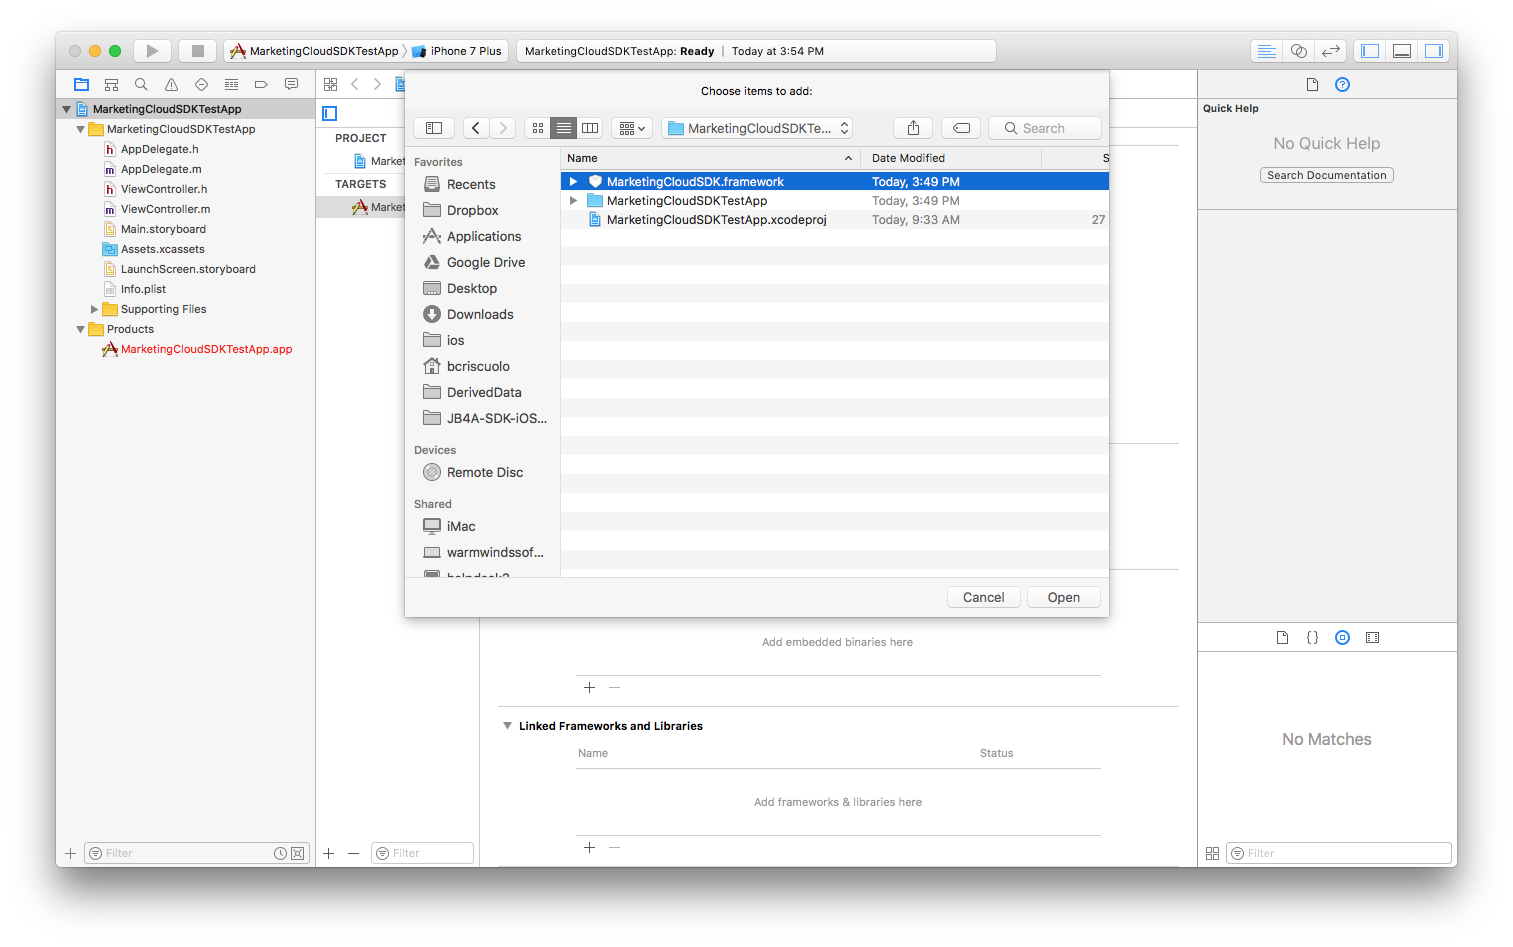 MarketingCloudSDKTestApp
iPhone 7 Plus
MarketingCloudSDKTestApp: Ready | Today at 3:54 PM
MarketingCloudSDKTestApp
MarketingCloudSDKTestApp
AppDelegate.h
AppDelegate.m
ViewController.h
ViewController.m
Main.storyboard
Assets.xcassets
LaunchScreen.storyboard
Info.plist
Supporting Files
Products
MarketingCloudSDKTestApp.app
Filter
PROJECT
Market
TARGETS
Market
Filter
Choose items to add:
MarketingCloudSDKTe...
Search
Favorites
Recents
Dropbox
Applications
Google Drive
Desktop
Downloads
ios
bcriscuolo
DerivedData
JB4A-SDK-iOS...
Devices
Remote Disc
Shared
iMac
warmwindssof...
Name Date Modified S
MarketingCloudSDK.framework Today, 3:49 PM
MarketingCloudSDKTestApp Today, 3:49 PM
MarketingCloudSDKTestApp.xcodeproj Today, 9:33 AM 27
Cancel
Open
Add embedded binaries here
Linked Frameworks and Libraries
Name Status
Add frameworks & libraries here
Quick Help
No Quick Help
Search Documentation
No Matches
Filter